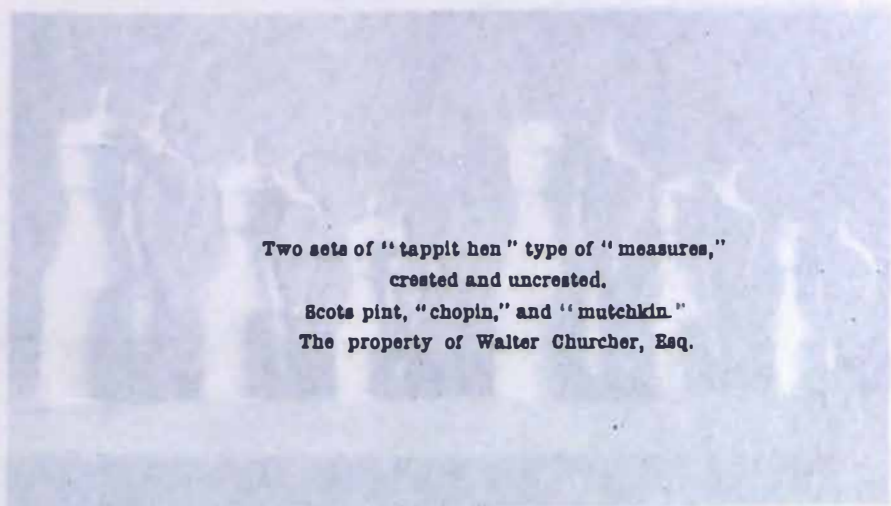 Two sets of “tappit hen” type of “measures,”
crested and uncrested.
Scots pint, “chopin,” and “mutchkin.”
The property of Walter Churcher, Esq.